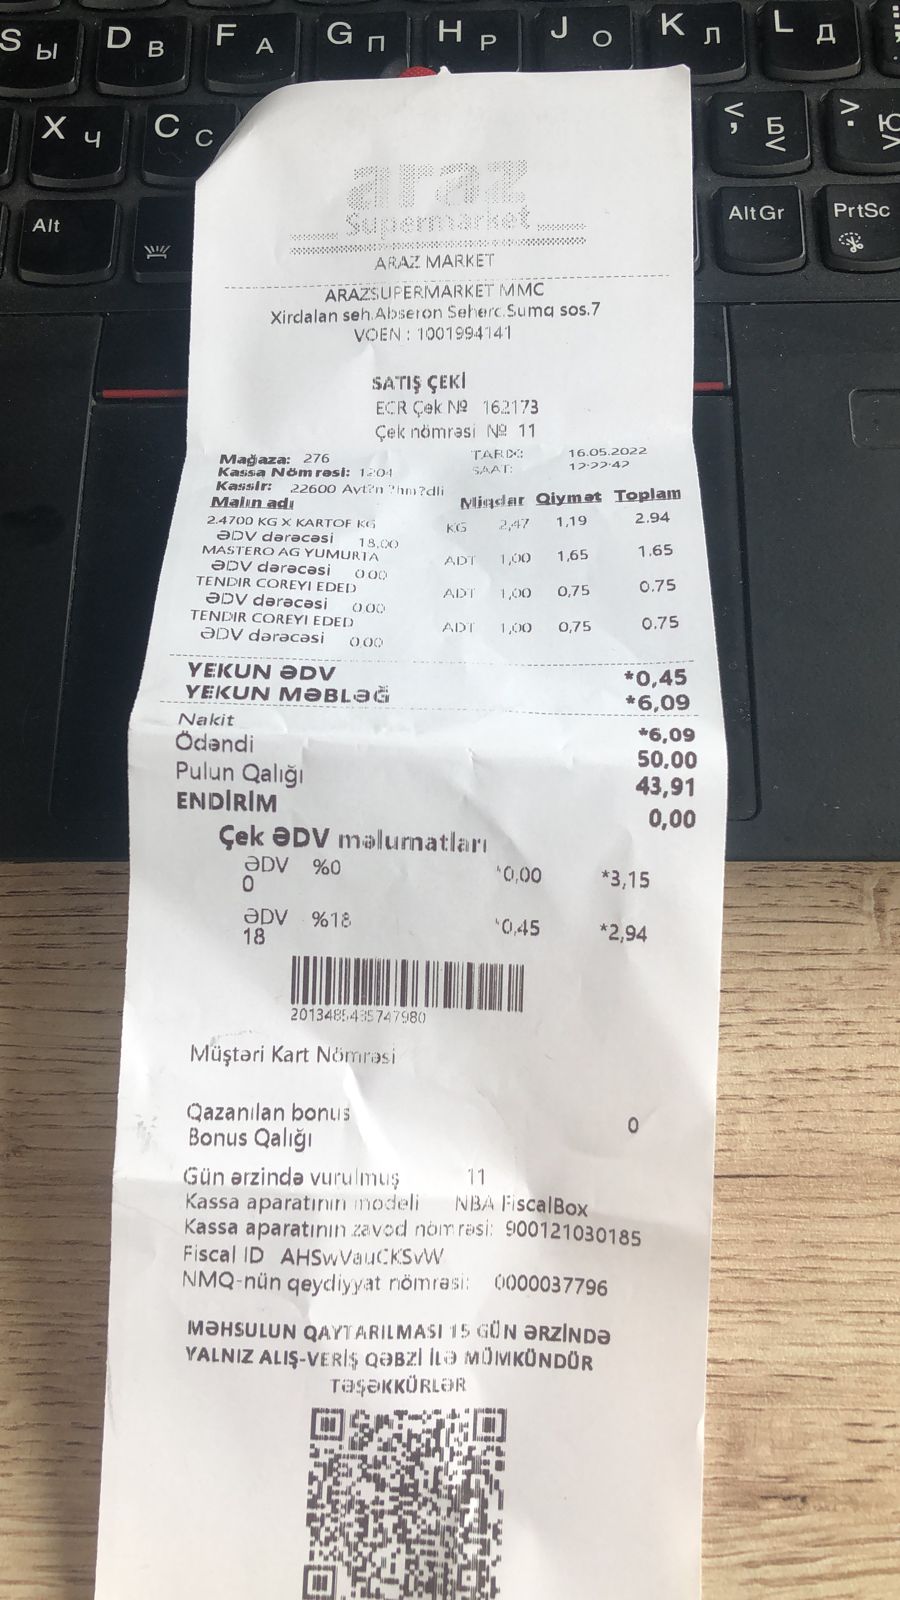 S Ы D В F А G П H Р J О K Л L Д
X Ч C С < , Б < > . Ю >
Alt Alt Gr PrtSc
araz
Supermarket
ARAZ MARKET
ARAZSUPERMARKET MMC
Xirdalan seh.Abseron Seherc.Sumq sos.7
VOEN : 1001994141
SATIŞ ÇEKİ
ECR Çek № 162173
Çek nömrəsi № 11
Mağaza: 276 16.05.2022
Kassa Nömrəsi: 1204 SAAT: 12:22:42
Kassir: 22600 Ayt?n ?hm?dli
Malın adı Miqdar Qiymət Toplam
2.4700 KG X KARTOF KG KG 2,47 1,19 2.94
ƏDV dərəcəsi 18.00
MASTERO AG YUMURTA ADT 1,00 1,65 1.65
ƏDV dərəcəsi 0.00
TENDIR COREYI EDED ADT 1,00 0,75 0.75
ƏDV dərəcəsi 0.00
TENDIR COREYI EDED ADT 1,00 0,75 0.75
ƏDV dərəcəsi 0.00
YEKUN ƏDV *0,45
YEKUN MƏBLƏĞ *6,09
Nakit *6,09
Ödəndi 50,00
Pulun Qalığı 43,91
ENDİRİM 0,00
Çek ƏDV məlumatları
ƏDV %0 *0,00 *3,15
0
ƏDV %18 *0,45 *2,94
18
2013485435747980
Müştəri Kart Nömrəsi
Qazanılan bonus 0
Bonus Qalığı
Gün ərzində vurulmuş 11
Kassa aparatının modeli NBA FiscalBox
Kassa aparatının zavod nömrəsi: 900121030185
Fiscal ID AHSwVauCKSvW
NMQ-nün qeydiyyat nömrəsi: 0000037796
MƏHSULUN QAYTARILMASI 15 GÜN ƏRZİNDƏ
YALNIZ ALIŞ-VERİŞ QƏBZİ İLƏ MÜMKÜNDÜR
TƏŞƏKKÜRLƏR